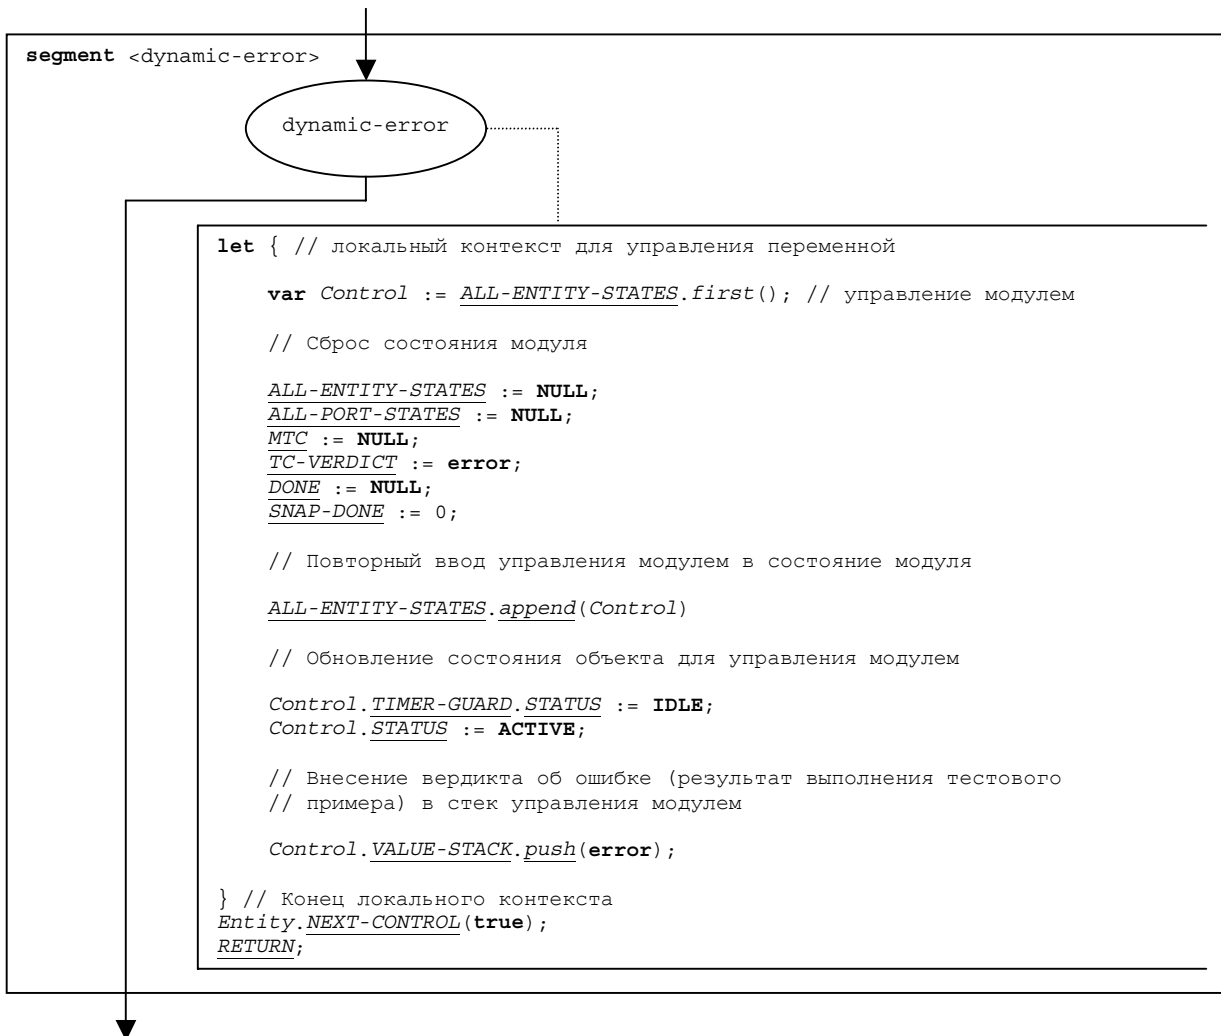 segment <dynamic-error>
dynamic-error
let { // локальный контекст для управления переменной
var Control := ALL-ENTITY-STATES.first(); // управление модулем
// Сброс состояния модуля
ALL-ENTITY-STATES := NULL;
ALL-PORT-STATES := NULL;
MTC := NULL;
TC-VERDICT := error;
DONE := NULL;
SNAP-DONE := 0;
// Повторный ввод управления модулем в состояние модуля
ALL-ENTITY-STATES.append(Control)
// Обновление состояния объекта для управления модулем
Control.TIMER-GUARD.STATUS := IDLE;
Control.STATUS := ACTIVE;
// Внесение вердикта об ошибке (результат выполнения тестового
// примера) в стек управления модулем
Control.VALUE-STACK.push(error);
} // Конец локального контекста
Entity.NEXT-CONTROL(true);
RETURN;